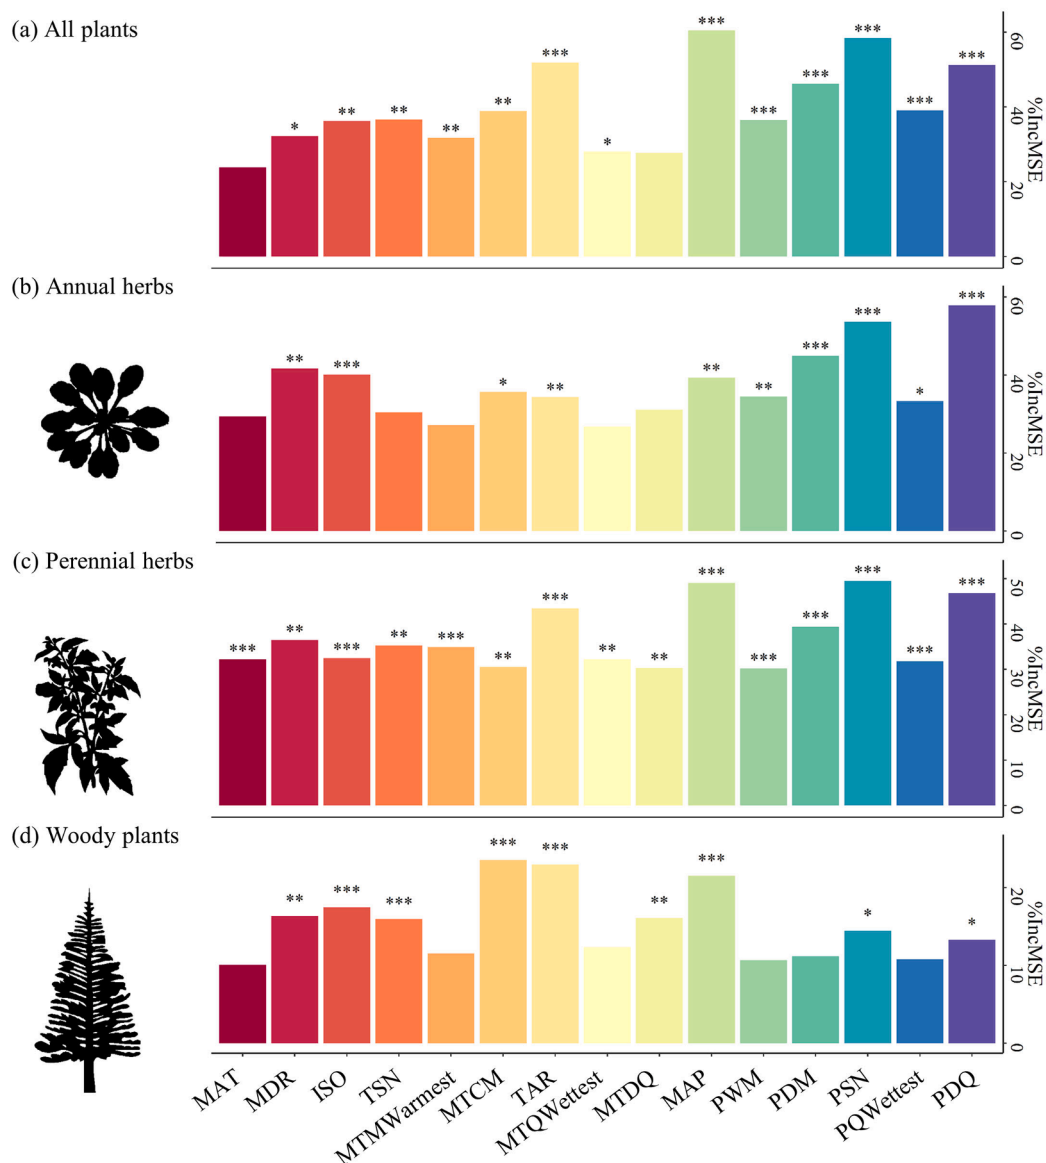 (a) All plants
* ** ** ** ** *** * *** *** *** *** *** ***
0 20 40 60
%IncMSE
(b) Annual herbs
** *** * ** ** ** *** *** * ***
0 20 40 60
%IncMSE
(c) Perennial herbs
*** ** *** ** *** ** *** ** ** *** *** *** *** *** ***
0 10 20 30 40 50
%IncMSE
(d) Woody plants
** *** *** *** *** ** *** * *
0 10 20
%IncMSE
MAT MDR ISO TSN MTMWarmest MTCM TAR MTQWettest MTDQ MAP PWM PDM PSN PQWettest PDQ